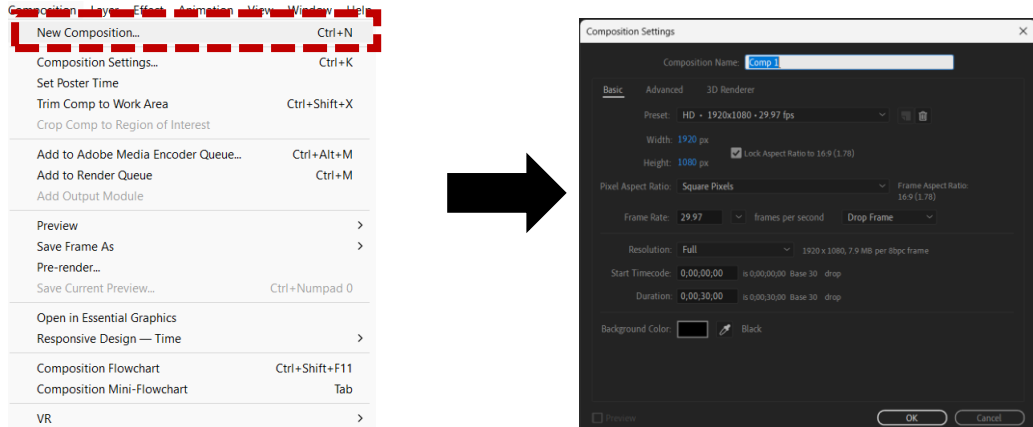 Composition Layer Effect Animation View Window Help
New Composition... Ctrl+N
Composition Settings... Ctrl+K
Set Poster Time
Trim Comp to Work Area Ctrl+Shift+X
Crop Comp to Region of Interest
Add to Adobe Media Encoder Queue... Ctrl+Alt+M
Add to Render Queue Ctrl+M
Add Output Module
Preview >
Save Frame As >
Pre-render...
Save Current Preview... Ctrl+Numpad 0
Open in Essential Graphics
Responsive Design — Time >
Composition Flowchart Ctrl+Shift+F11
Composition Mini-Flowchart Tab
VR >
Composition Settings
Composition Name: Comp 1
Basic Advanced 3D Renderer
Preset: HD • 1920x1080 • 29.97 fps
Width: 1920 px
Lock Aspect Ratio to 16:9 (1.78)
Height: 1080 px
Pixel Aspect Ratio: Square Pixels Frame Aspect Ratio:
16:9 (1.78)
Frame Rate: 29.97 frames per second Drop Frame
Resolution: Full 1920 x 1080, 7.9 MB per 8bpc frame
Start Timecode: 0;00;00;00 is 0;00;00;00 Base 30 drop
Duration: 0;00;30;00 is 0;00;30;00 Base 30 drop
Background Color: Black
Preview OK Cancel